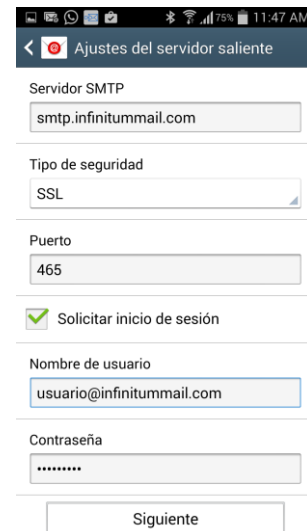 75% 11:47 AM
Ajustes del servidor saliente
Servidor SMTP
smtp.infinitummail.com
Tipo de seguridad
SSL
Puerto
465
Solicitar inicio de sesión
Nombre de usuario
usuario@infinitummail.com
Contraseña
•••••••••
Siguiente